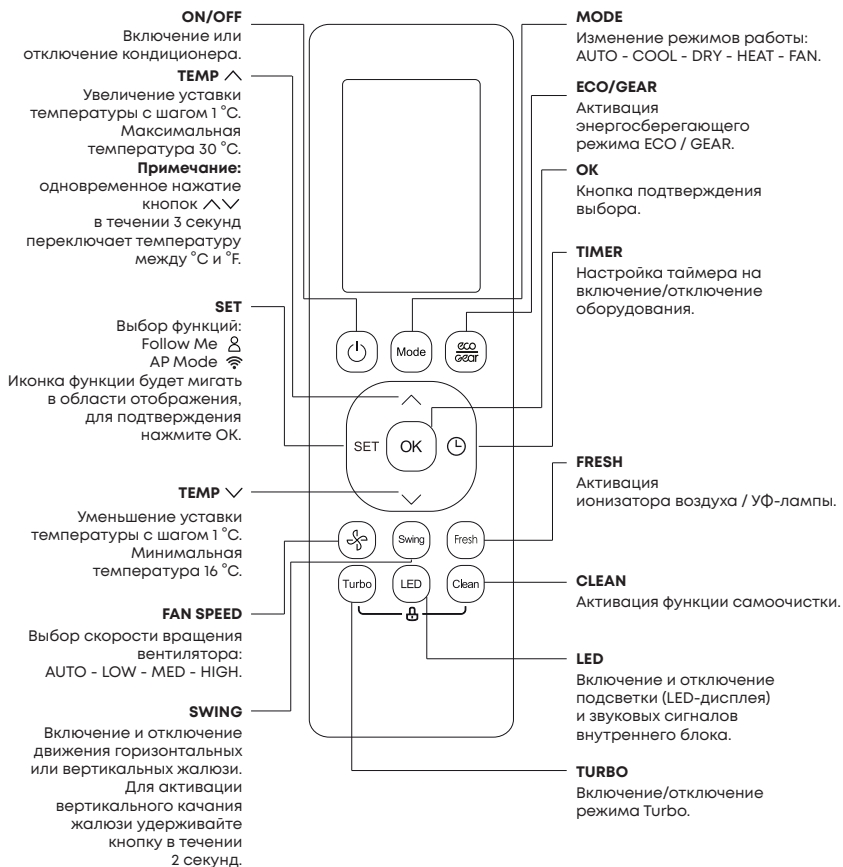 ON/OFF
Включение или
отключение кондиционера.
TEMP ︿
Увеличение уставки
температуры с шагом 1 °C.
Максимальная
температура 30 °C.
Примечание:
одновременное нажатие
кнопок ︿﹀
в течении 3 секунд
переключает температуру
между °C и °F.
SET
Выбор функций:
Follow Me
AP Mode
Иконка функции будет мигать
в области отображения,
для подтверждения
нажмите OK.
TEMP ﹀
Уменьшение уставки
температуры с шагом 1 °C.
Минимальная
температура 16 °C.
FAN SPEED
Выбор скорости вращения
вентилятора:
AUTO - LOW - MED - HIGH.
SWING
Включение и отключение
движения горизонтальных
или вертикальных жалюзи.
Для активации
вертикального качания
жалюзи удерживайте
кнопку в течении
2 секунд.
Mode
eco
Gear
SET OK
Swing Fresh
Turbo LED Clean
MODE
Изменение режимов работы:
AUTO - COOL - DRY - HEAT - FAN.
ECO/GEAR
Активация
энергосберегающего
режима ECO / GEAR.
OK
Кнопка подтверждения
выбора.
TIMER
Настройка таймера на
включение/отключение
оборудования.
FRESH
Активация
ионизатора воздуха / УФ-лампы.
CLEAN
Активация функции самоочистки.
LED
Включение и отключение
подсветки (LED-дисплея)
и звуковых сигналов
внутреннего блока.
TURBO
Включение/отключение
режима Turbo.